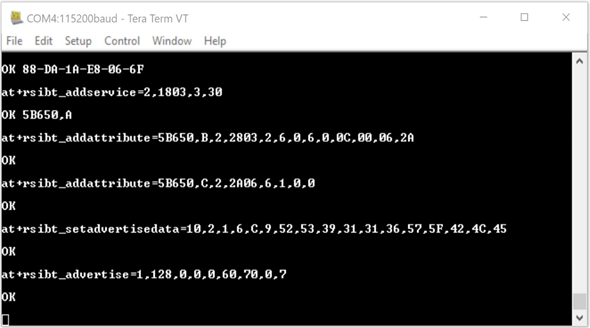 COM4:115200baud - Tera Term VT
File Edit Setup Control Window Help
OK 88-DA-1A-E8-06-6F
at+rsibt_addservice=2,1803,3,30
OK 5B650,A
at+rsibt_addattribute=5B650,B,2,2803,2,6,0,6,0,0C,00,06,2A
OK
at+rsibt_addattribute=5B650,C,2,2A06,6,1,0,0
OK
at+rsibt_setadvertisedata=10,2,1,6,C,9,52,53,39,31,31,36,57,5F,42,4C,45
OK
at+rsibt_advertise=1,128,0,0,0,60,70,0,7
OK